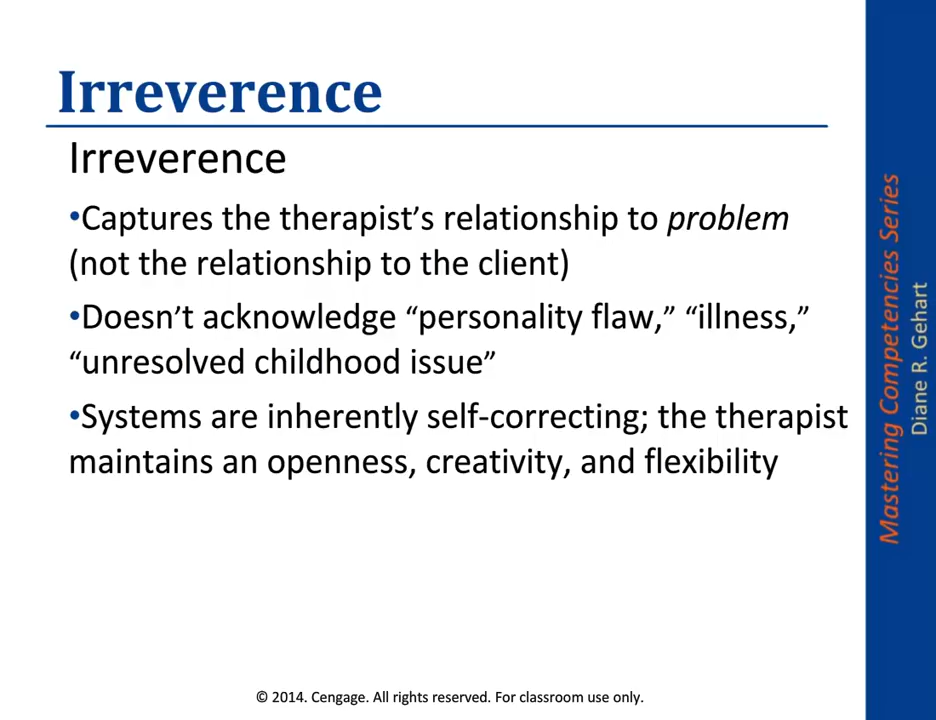 Irreverence
Irreverence
•Captures the therapist’s relationship to problem
(not the relationship to the client)
•Doesn’t acknowledge “personality flaw,” “illness,”
“unresolved childhood issue”
•Systems are inherently self-correcting; the therapist
maintains an openness, creativity, and flexibility
© 2014. Cengage. All rights reserved. For classroom use only.
Mastering Competencies Series
Diane R. Gehart